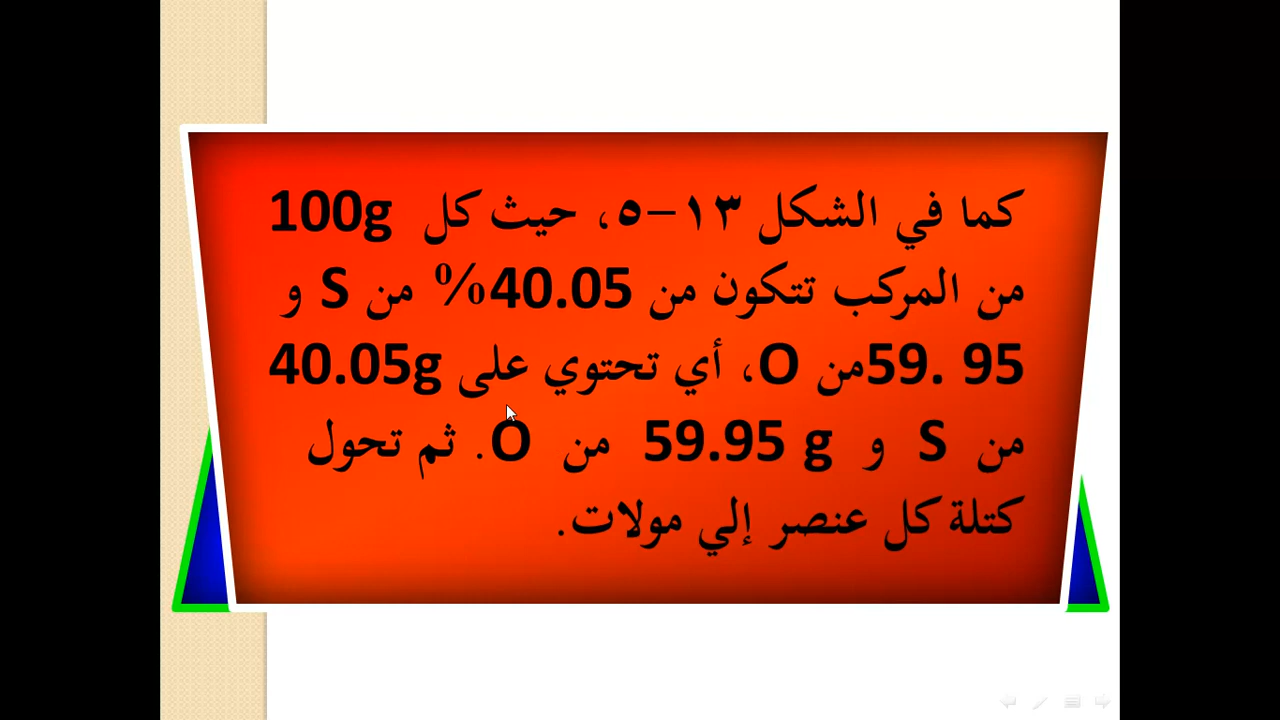 كما في الشكل ١٣-٥، حيث كل 100g
من المركب تتكون من 40.05% من S و
59. 95من O، أي تحتوي على 40.05g
من S و 59.95 g من O. ثم تحول
كتلة كل عنصر إلي مولات.